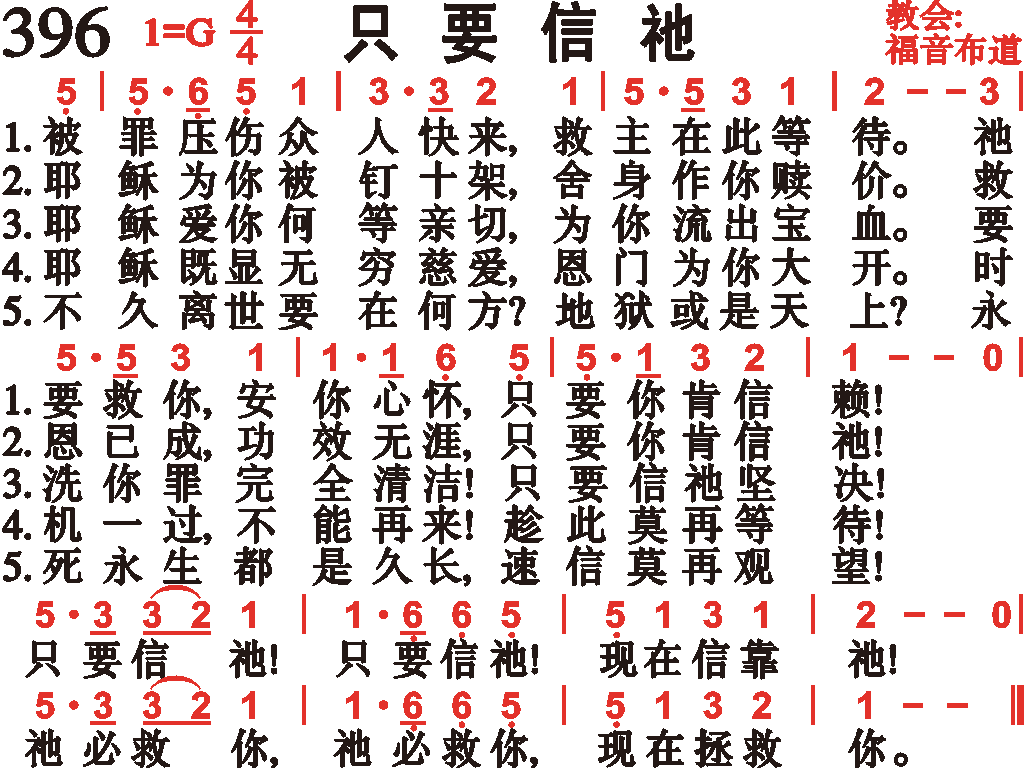 396 1=G 4/4 只要信祂 教会:
福音布道
5 | 5·6 5 1 | 3·3 2 1 | 5·5 3 1 | 2 – – 3 |
1.被罪压伤众人快来,救主在此等待。祂
2.耶稣为你被钉十架,舍身作你赎价。救
3.耶稣爱你何等亲切,为你流出宝血。要
4.耶稣既显无穷慈爱,恩门为你大开。时
5.不久离世要在何方?地狱或是天上?永
5·5 3 1 | 1·1 6 5 | 5·1 3 2 | 1 – – 0 |
1.要救你,安你心怀,只要你肯信赖!
2.恩已成,功效无涯,只要你肯信祂!
3.洗你罪完全清洁!只要信祂坚决!
4.机一过,不能再来!趁此莫再等待!
5.死永生都是久长,速信莫再观望!
5·3 3 2 1 | 1·6 6 5 | 5 1 3 1 | 2 – – 0 |
只要信祂!只要信祂!现在信靠祂!
5·3 3 2 1 | 1·6 6 5 | 5 1 3 2 | 1 – – ‖
祂必救你,祂必救你,现在拯救你。